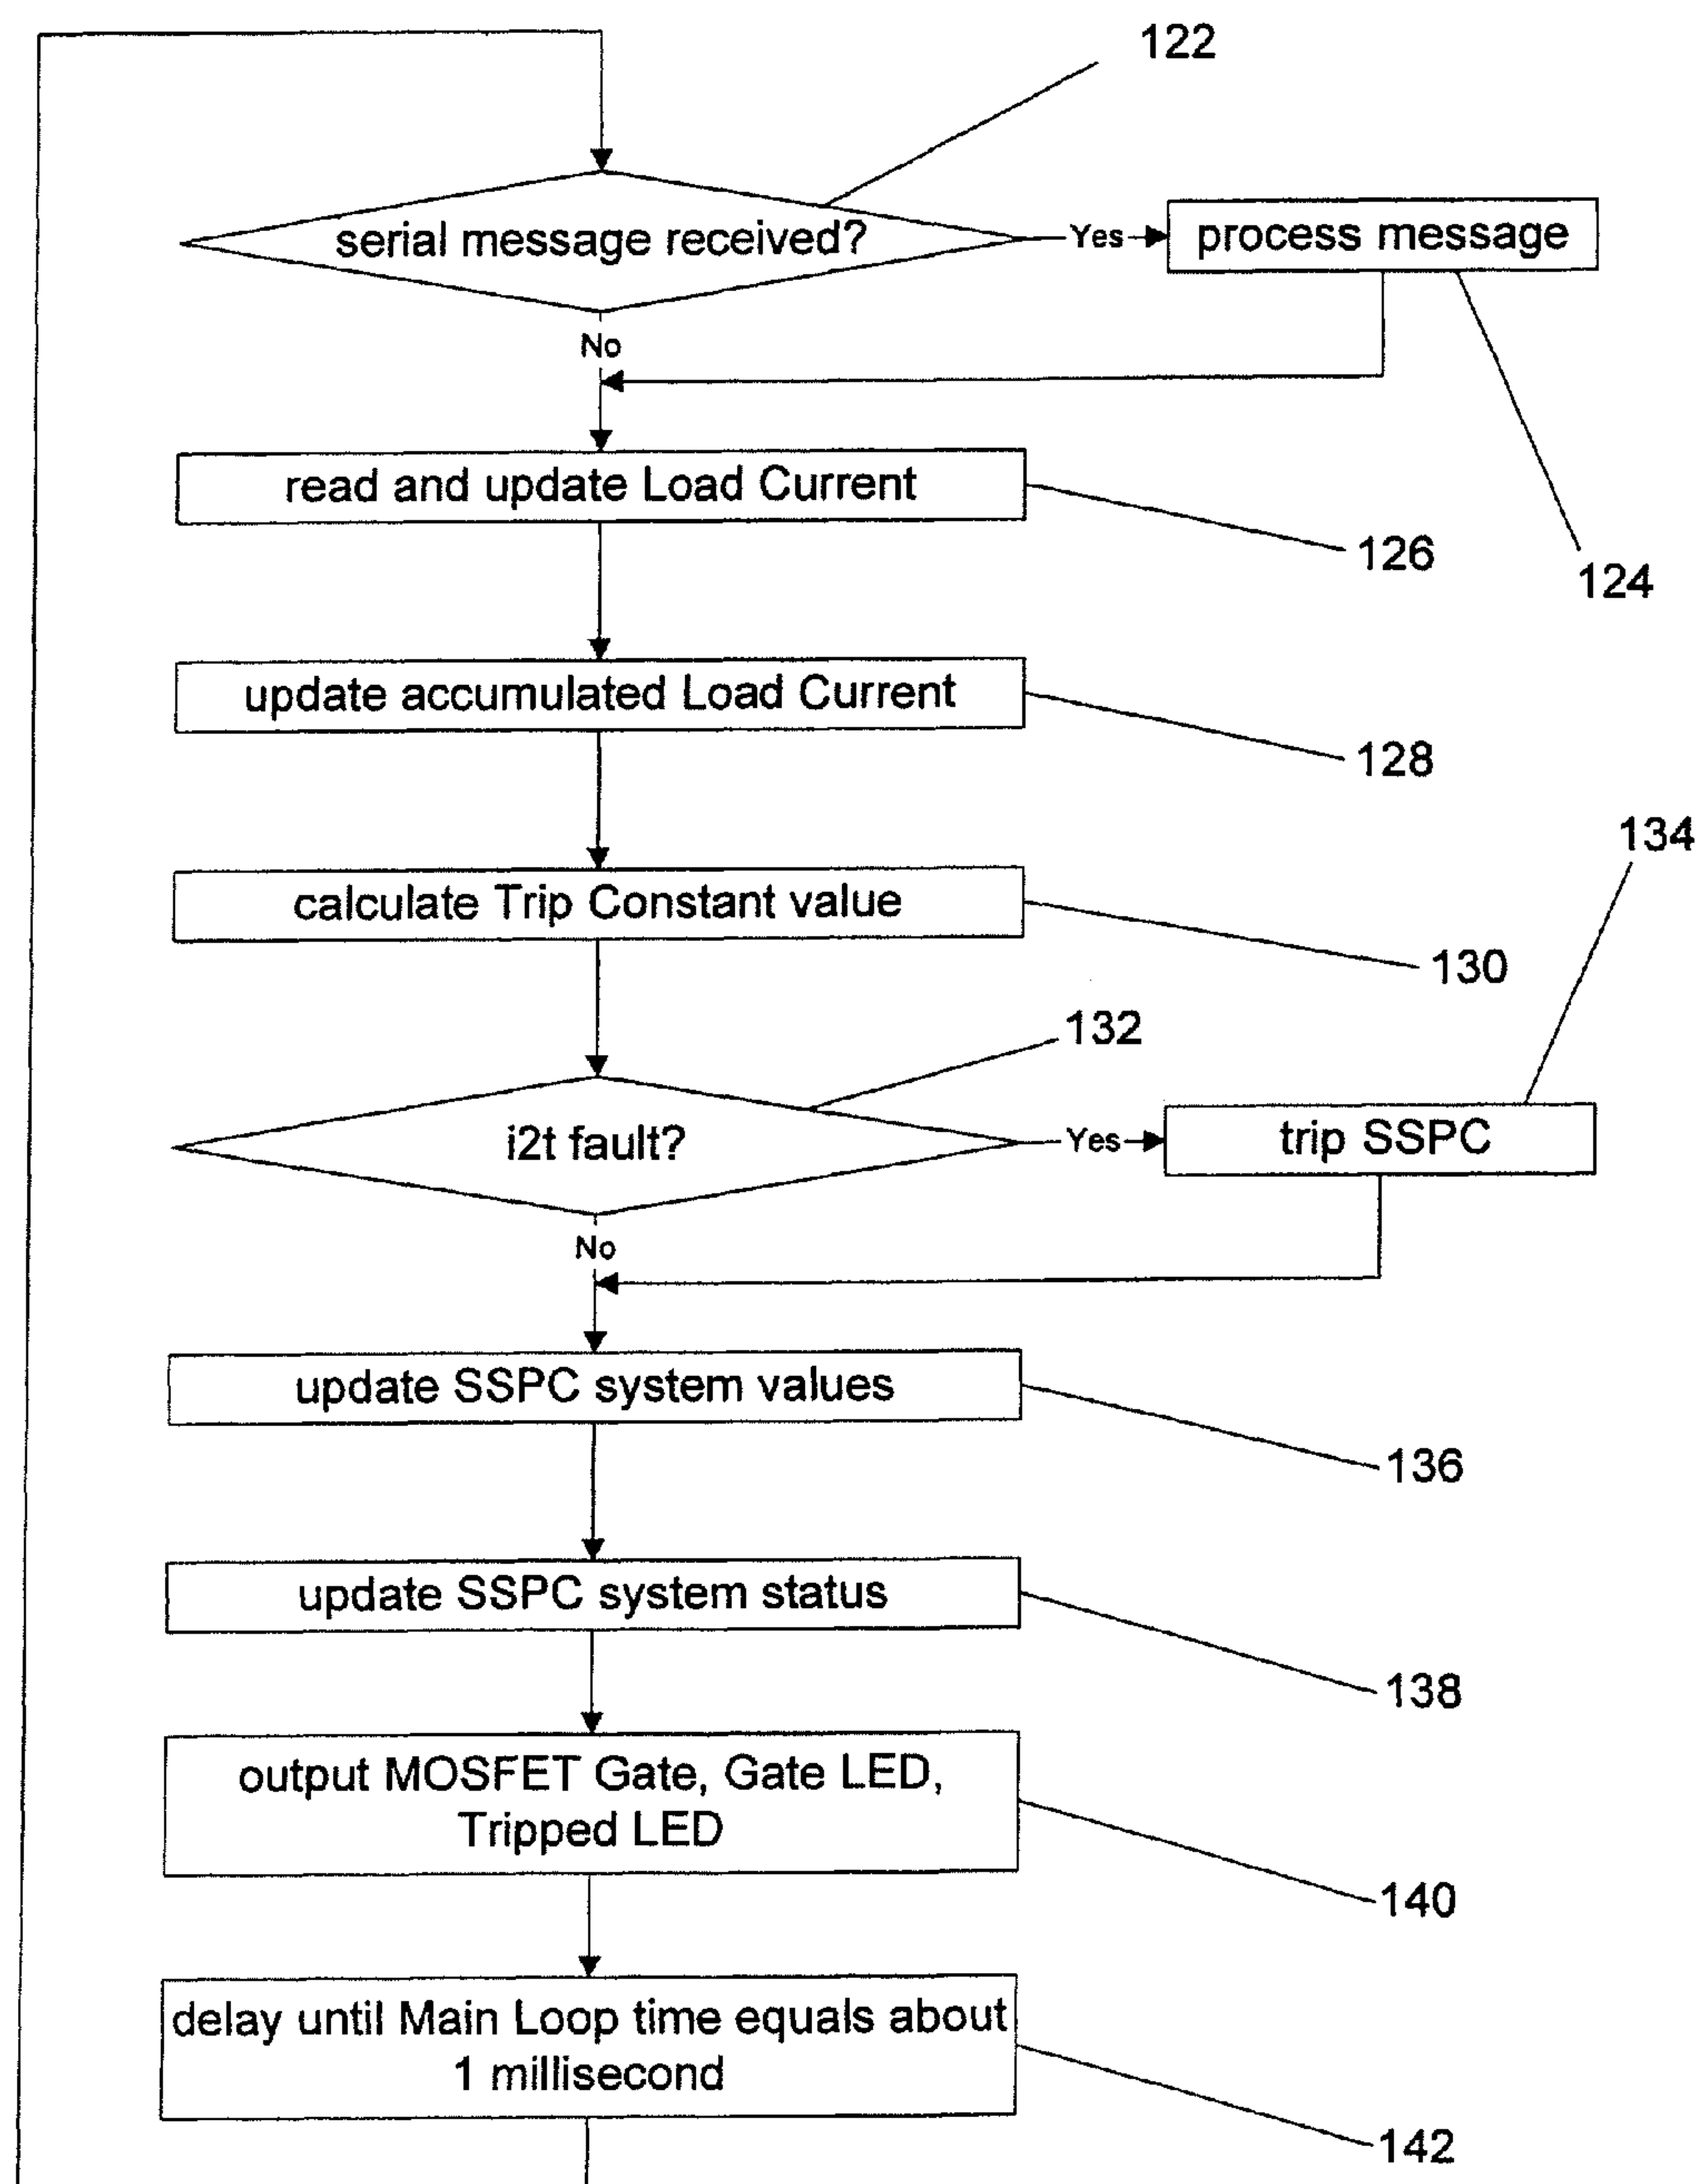 122
serial message received?
Yes
process message
No
read and update Load Current
126
124
update accumulated Load Current
128
134
calculate Trip Constant value
130
132
i2t fault?
Yes
trip SSPC
No
update SSPC system values
136
update SSPC system status
138
output MOSFET Gate, Gate LED,
Tripped LED
140
delay until Main Loop time equals about
1 millisecond
142